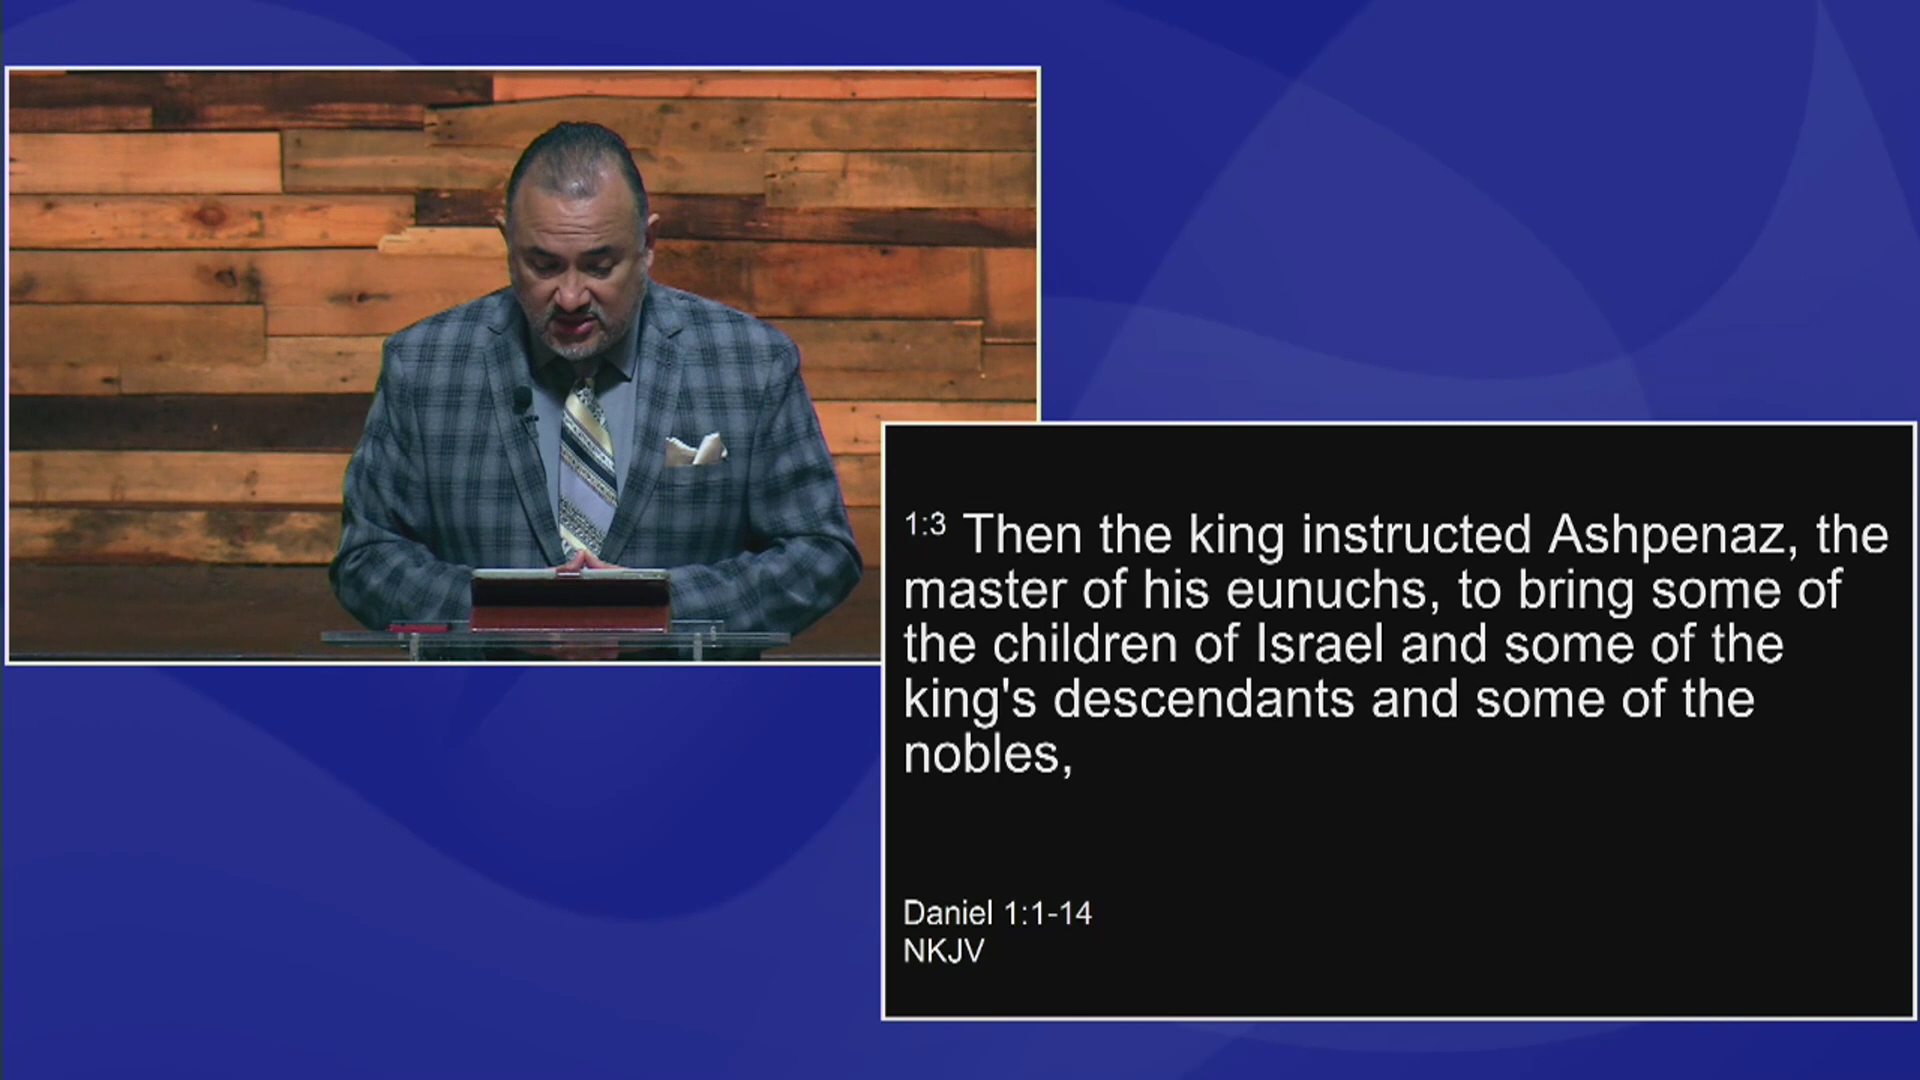 1:3 Then the king instructed Ashpenaz, the
master of his eunuchs, to bring some of
the children of Israel and some of the
king's descendants and some of the
nobles,
Daniel 1:1-14
NKJV